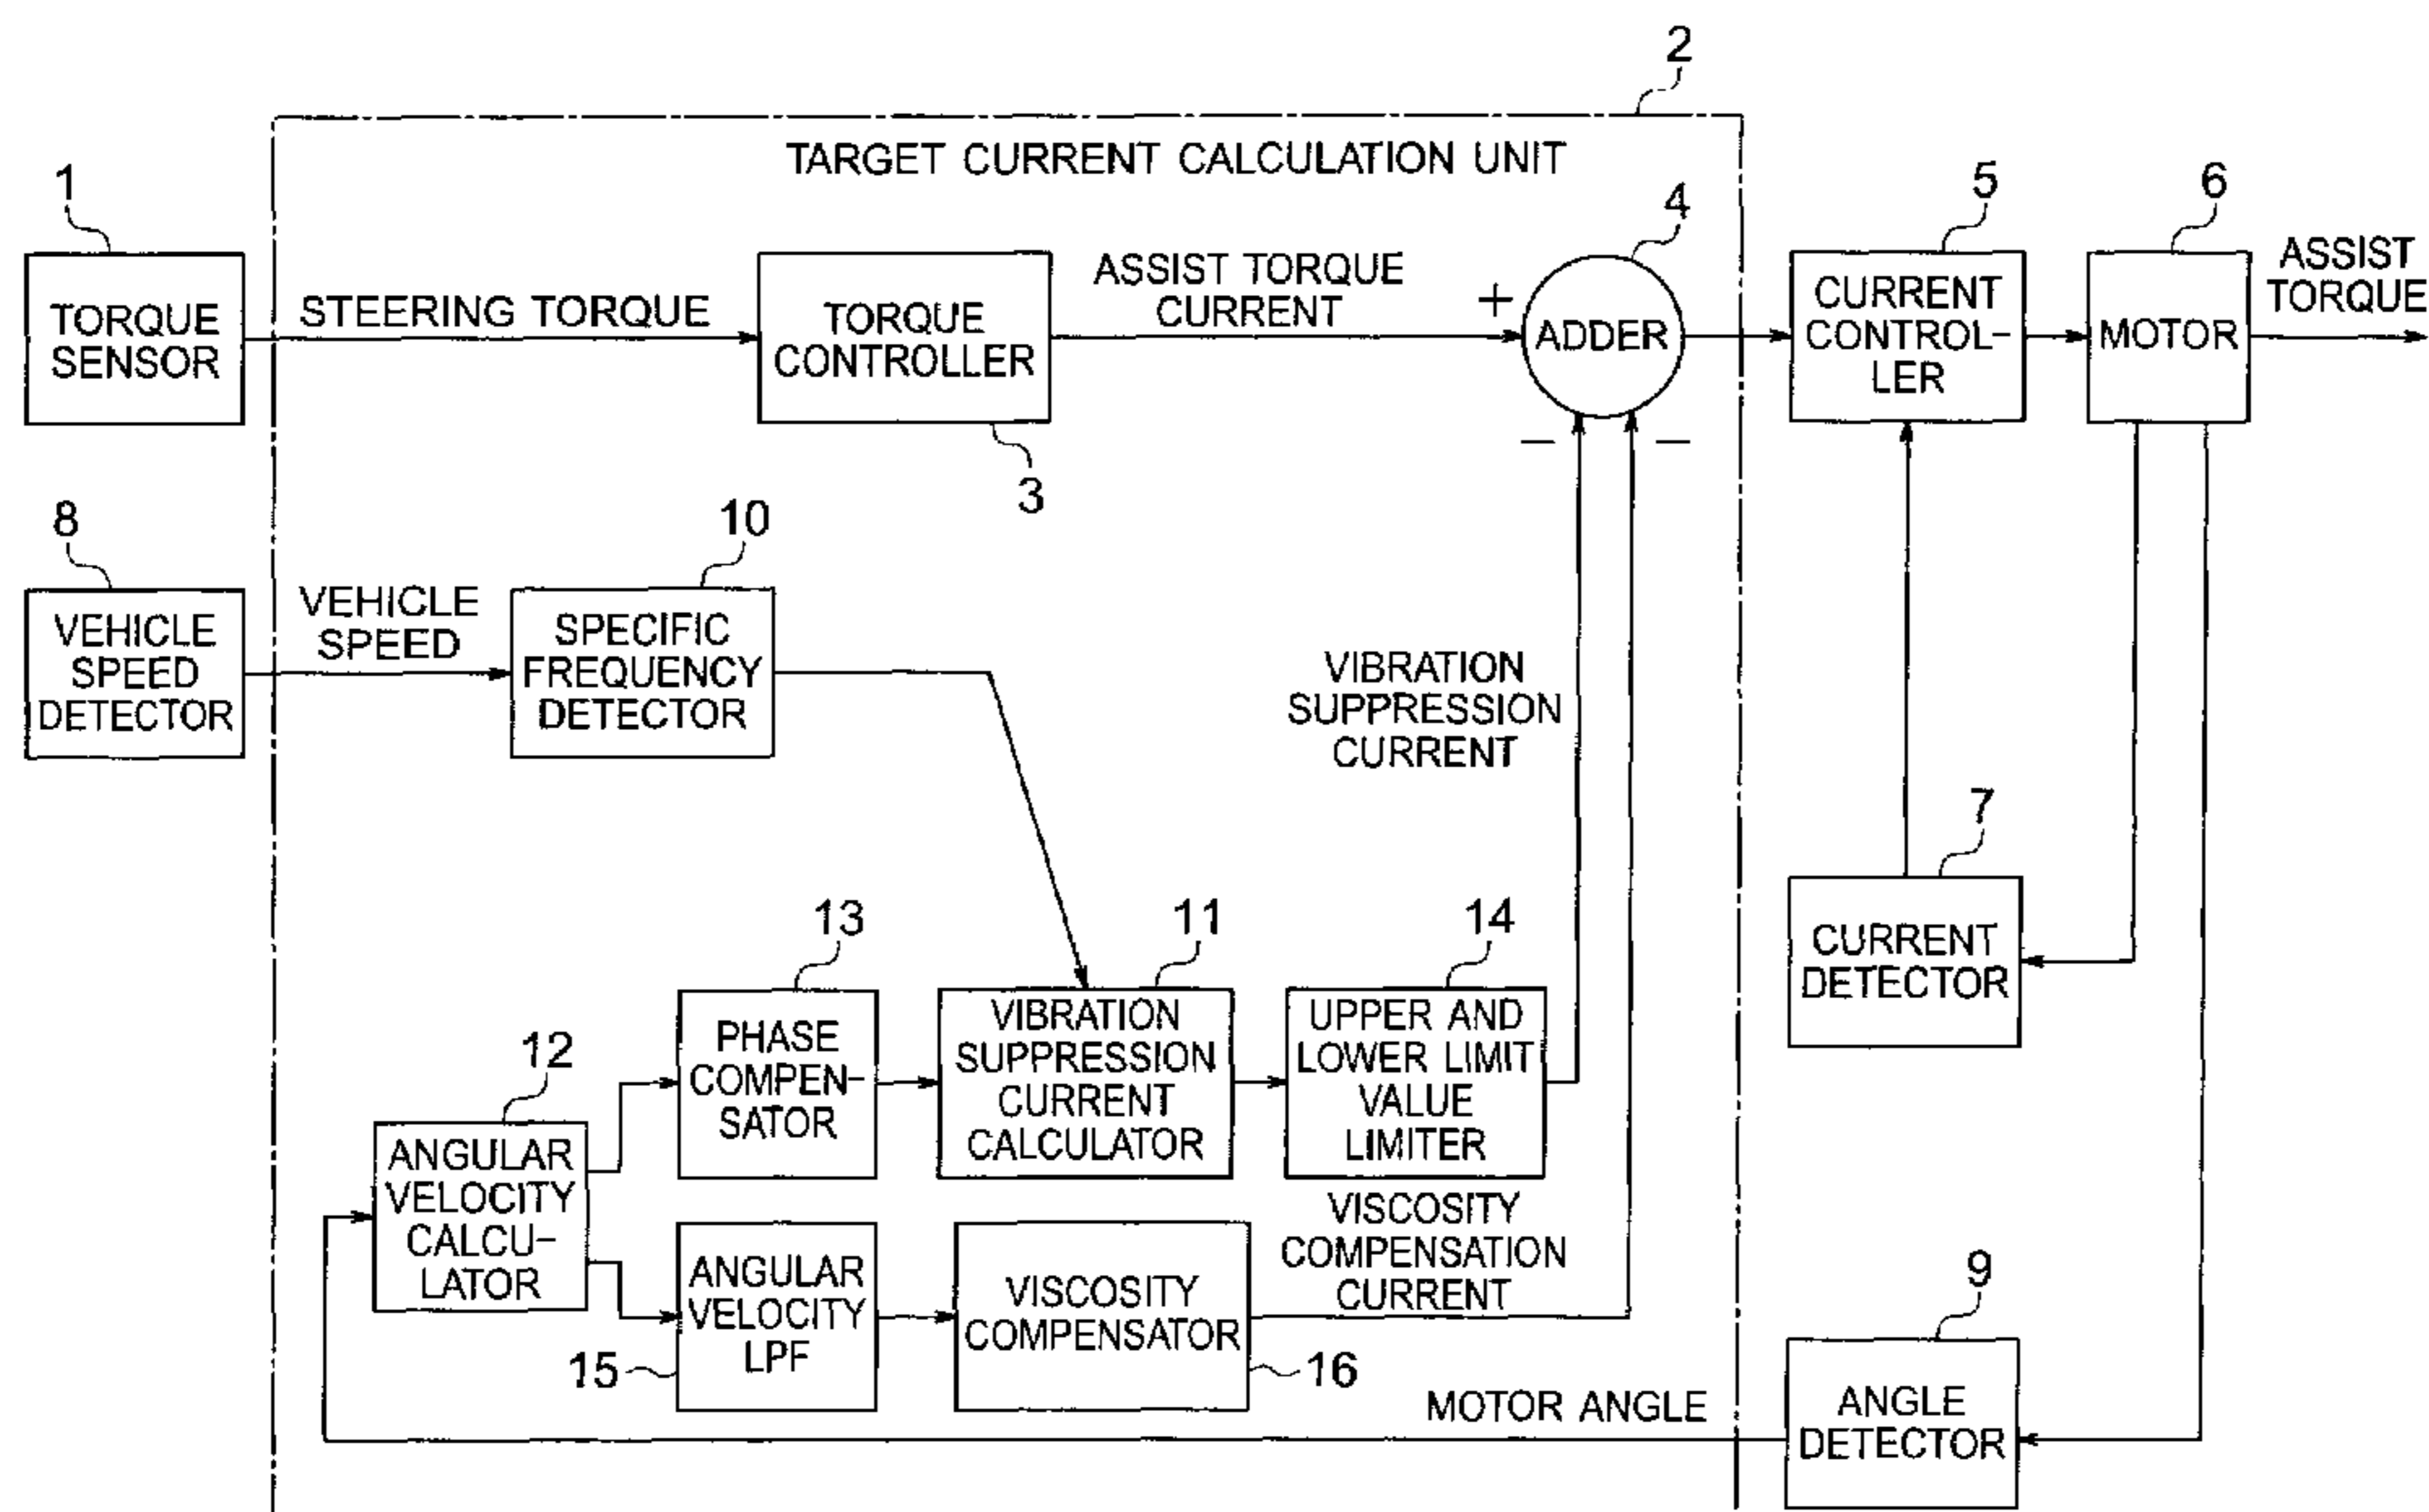 2
TARGET CURRENT CALCULATION UNIT
1
4
5
6
TORQUE
SENSOR
STEERING TORQUE
TORQUE
CONTROLLER
3
ASSIST TORQUE
CURRENT
+
ADDER
−
−
CURRENT
CONTROL-
LER
MOTOR
ASSIST
TORQUE
8
VEHICLE
SPEED
DETECTOR
VEHICLE
SPEED
10
SPECIFIC
FREQUENCY
DETECTOR
VIBRATION
SUPPRESSION
CURRENT
7
CURRENT
DETECTOR
13
PHASE
COMPEN-
SATOR
11
VIBRATION
SUPPRESSION
CURRENT
CALCULATOR
14
UPPER AND
LOWER LIMIT
VALUE
LIMITER
12
ANGULAR
VELOCITY
CALCU-
LATOR
ANGULAR
VELOCITY
LPF
15
VISCOSITY
COMPENSATOR
16
VISCOSITY
COMPENSATION
CURRENT
MOTOR ANGLE
9
ANGLE
DETECTOR